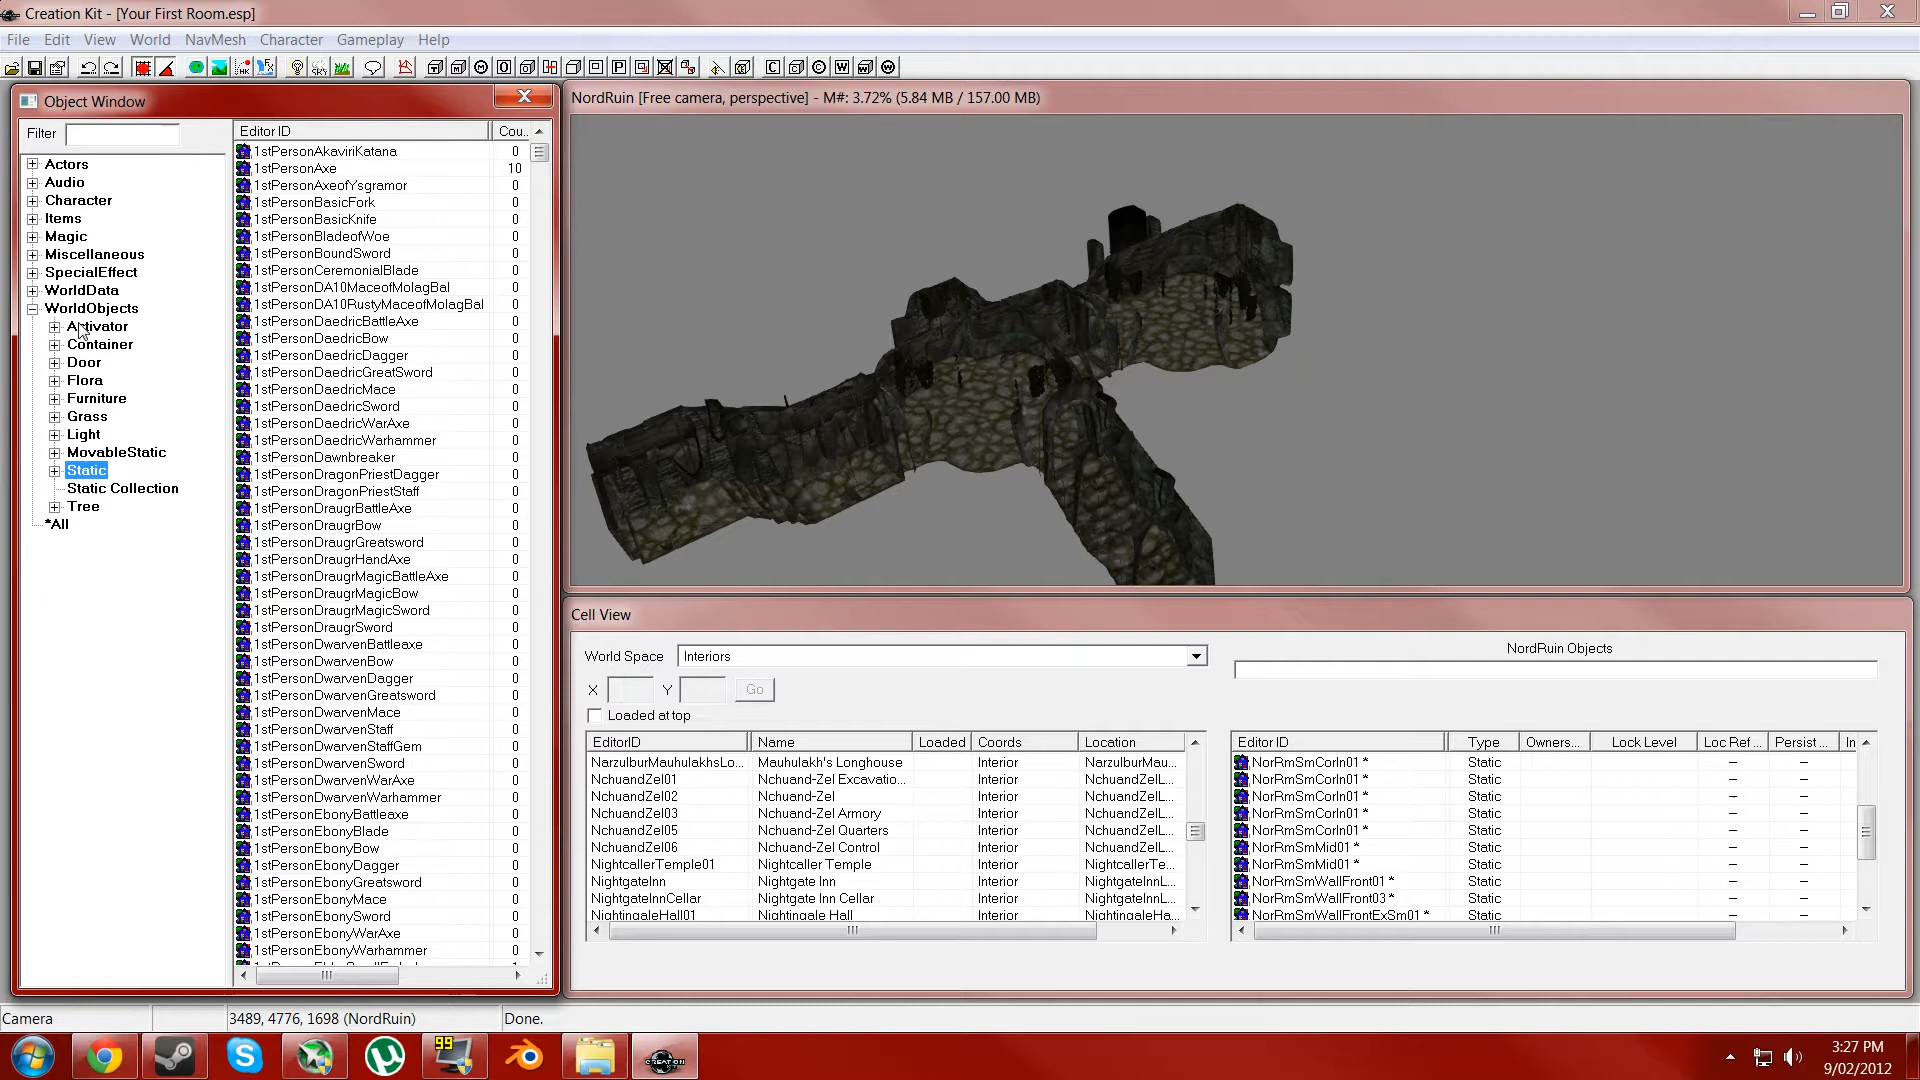 Creation Kit - [Your First Room.esp]
File Edit View World NavMesh Character Gameplay Help
Object Window
Filter
Actors
Audio
Character
Items
Magic
Miscellaneous
SpecialEffect
WorldData
WorldObjects
Activator
Container
Door
Flora
Furniture
Grass
Light
MovableStatic
Static
Static Collection
Tree
*All
Editor ID Cou...
1stPersonAkaviriKatana 0
1stPersonAxe 10
1stPersonAxeofYsgramor 0
1stPersonBasicFork 0
1stPersonBasicKnife 0
1stPersonBladeofWoe 0
1stPersonBoundSword 0
1stPersonCeremonialBlade 0
1stPersonDA10MaceofMolagBal 0
1stPersonDA10RustyMaceofMolagBal 0
1stPersonDaedricBattleAxe 0
1stPersonDaedricBow 0
1stPersonDaedricDagger 0
1stPersonDaedricGreatSword 0
1stPersonDaedricMace 0
1stPersonDaedricSword 0
1stPersonDaedricWarAxe 0
1stPersonDaedricWarhammer 0
1stPersonDawnbreaker 0
1stPersonDragonPriestDagger 0
1stPersonDragonPriestStaff 0
1stPersonDraugrBattleAxe 0
1stPersonDraugrBow 0
1stPersonDraugrGreatsword 0
1stPersonDraugrHandAxe 0
1stPersonDraugrMagicBattleAxe 0
1stPersonDraugrMagicBow 0
1stPersonDraugrMagicSword 0
1stPersonDraugrSword 0
1stPersonDwarvenBattleaxe 0
1stPersonDwarvenBow 0
1stPersonDwarvenDagger 0
1stPersonDwarvenGreatsword 0
1stPersonDwarvenMace 0
1stPersonDwarvenStaff 0
1stPersonDwarvenStaffGem 0
1stPersonDwarvenSword 0
1stPersonDwarvenWarAxe 0
1stPersonDwarvenWarhammer 0
1stPersonEbonyBattleaxe 0
1stPersonEbonyBlade 0
1stPersonEbonyBow 0
1stPersonEbonyDagger 0
1stPersonEbonyGreatsword 0
1stPersonEbonyMace 0
1stPersonEbonySword 0
1stPersonEbonyWarAxe 0
1stPersonEbonyWarhammer 0
NordRuin [Free camera, perspective] - M#: 3.72% (5.84 MB / 157.00 MB)
Cell View
World Space Interiors
X Y Go
Loaded at top
EditorID Name Loaded Coords Location
NarzulburMauhulakhsLo... Mauhulakh's Longhouse Interior NarzulburMau...
NchuandZel01 Nchuand-Zel Excavatio... Interior NchuandZelL...
NchuandZel02 Nchuand-Zel Interior NchuandZelL...
NchuandZel03 Nchuand-Zel Armory Interior NchuandZelL...
NchuandZel05 Nchuand-Zel Quarters Interior NchuandZelL...
NchuandZel06 Nchuand-Zel Control Interior NchuandZelL...
NightcallerTemple01 Nightcaller Temple Interior NightcallerTe...
NightgateInn Nightgate Inn Interior NightgateInnL...
NightgateInnCellar Nightgate Inn Cellar Interior NightgateInnL...
NightingaleHall01 Nightingale Hall Interior NightingaleHa...
NordRuin Objects
Editor ID Type Owners... Lock Level Loc Ref ... Persist ... In
NorRmSmCorIn01 * Static – –
NorRmSmCorIn01 * Static – –
NorRmSmCorIn01 * Static – –
NorRmSmCorIn01 * Static – –
NorRmSmCorIn01 * Static – –
NorRmSmMid01 * Static – –
NorRmSmMid01 * Static – –
NorRmSmWallFront01 * Static – –
NorRmSmWallFront03 * Static – –
NorRmSmWallFrontExSm01 * Static – –
Camera 3489, 4776, 1698 (NordRuin) Done.
99
CREATION
3:27 PM
9/02/2012